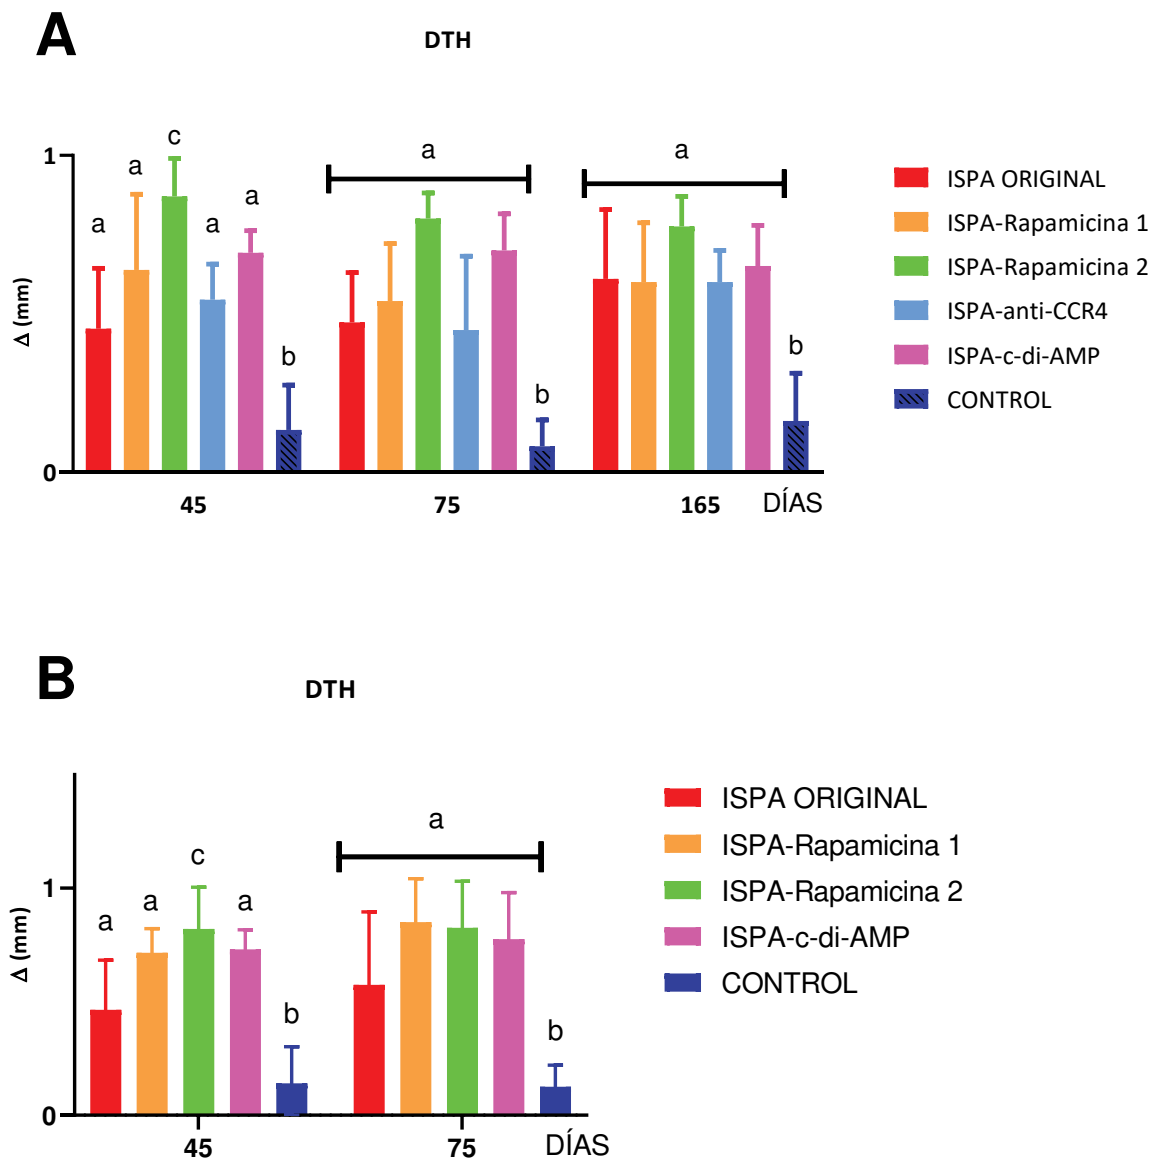 A
DTH
c
a
a
a
a
a
a
a
b
b
b
1
0
Δ (mm)
45
75
165
DÍAS
ISPA ORIGINAL
ISPA-Rapamicina 1
ISPA-Rapamicina 2
ISPA-anti-CCR4
ISPA-c-di-AMP
CONTROL
B
DTH
a
c
a
a
a
b
b
1
0
Δ (mm)
45
75
DÍAS
ISPA ORIGINAL
ISPA-Rapamicina 1
ISPA-Rapamicina 2
ISPA-c-di-AMP
CONTROL